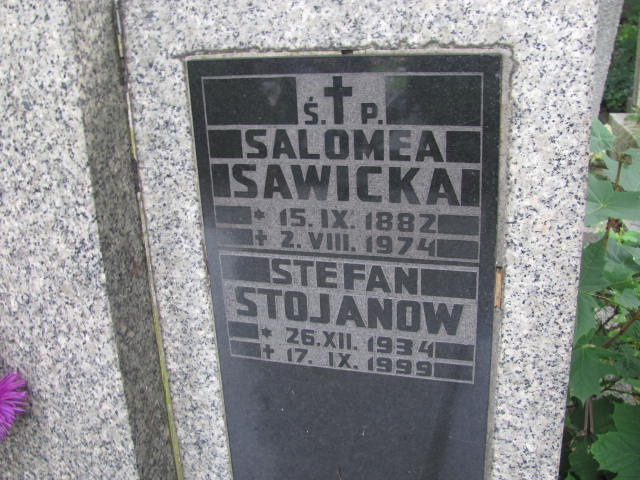 Ś. P.
SALOMEA
SAWICKA
* 15. IX. 1882
+ 2. VIII. 1974
STEFAN
STOJANOW
* 26. XII. 1934
+ 17. IX. 1999